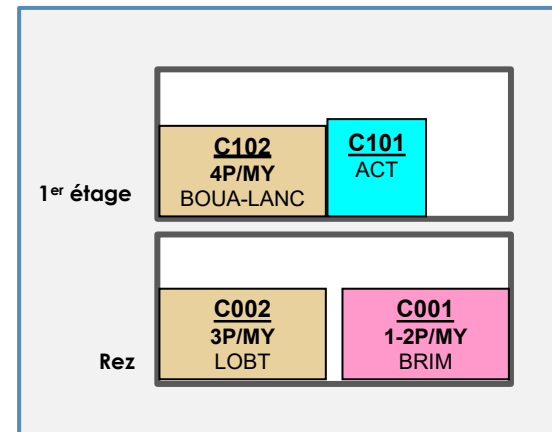 C102
4P/MY
BOUA-LANC
C101
ACT
1er étage
C002
3P/MY
LOBT
C001
1-2P/MY
BRIM
Rez